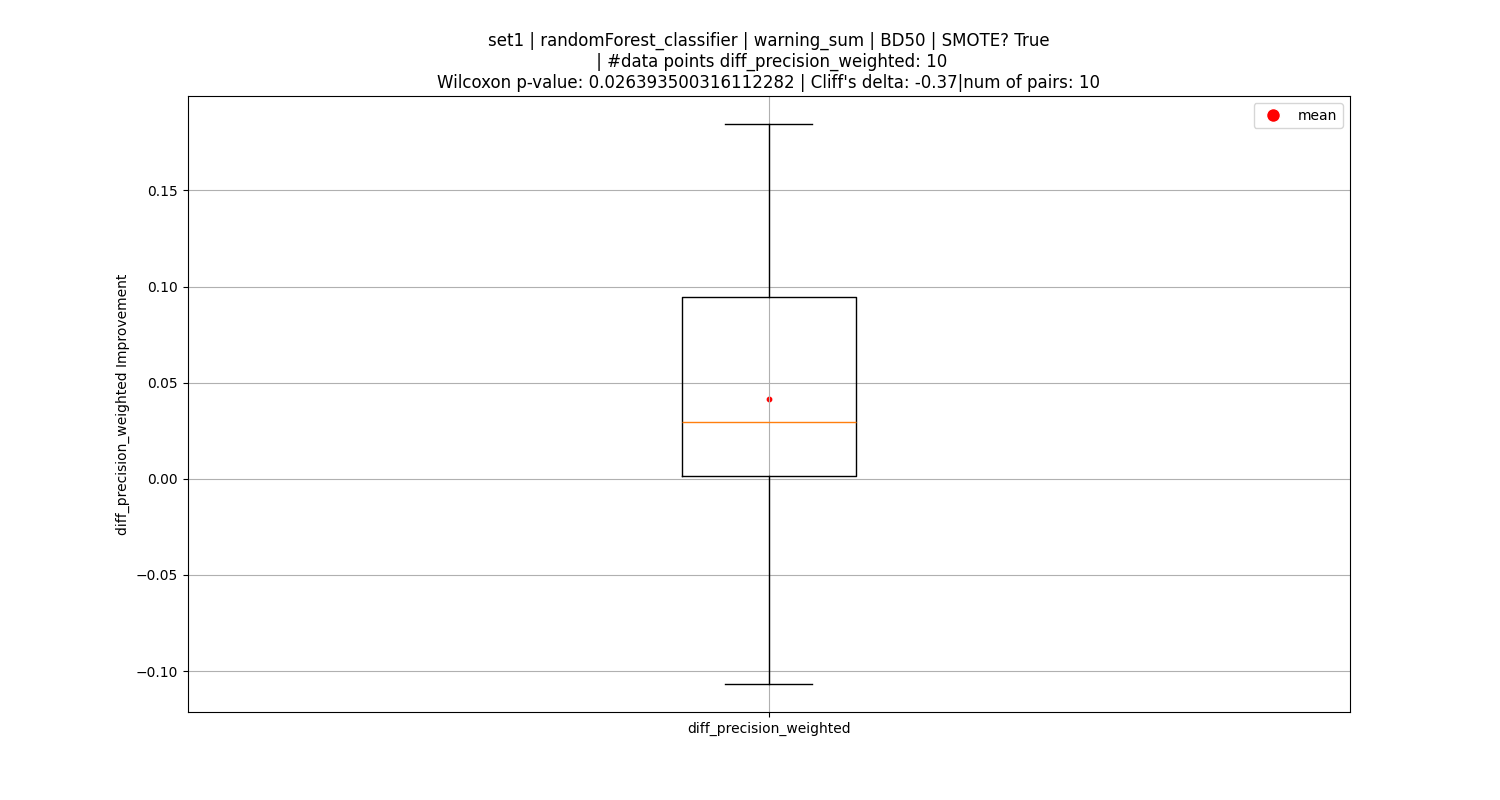 set1 | randomForest_classifier | warning_sum | BD50 | SMOTE? True
| #data points diff_precision_weighted: 10
Wilcoxon p-value: 0.026393500316112282 | Cliff's delta: -0.37|num of pairs: 10
mean
0.15
0.10
0.05
0.00
−0.05
−0.10
diff_precision_weighted Improvement
diff_precision_weighted